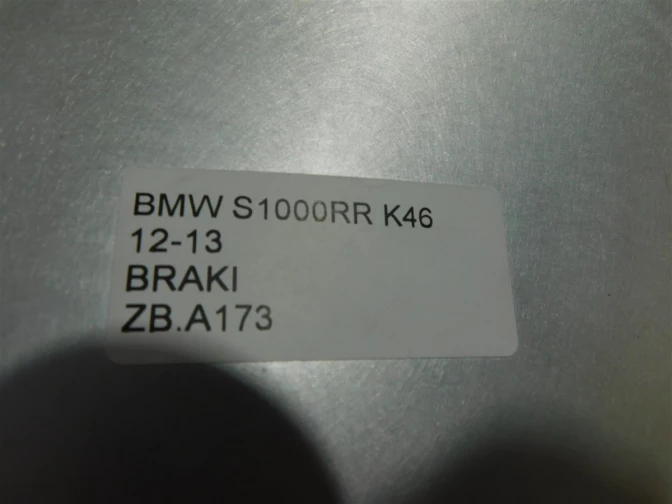 BMW S1000RR K46
12-13
BRAKI
ZB.A173